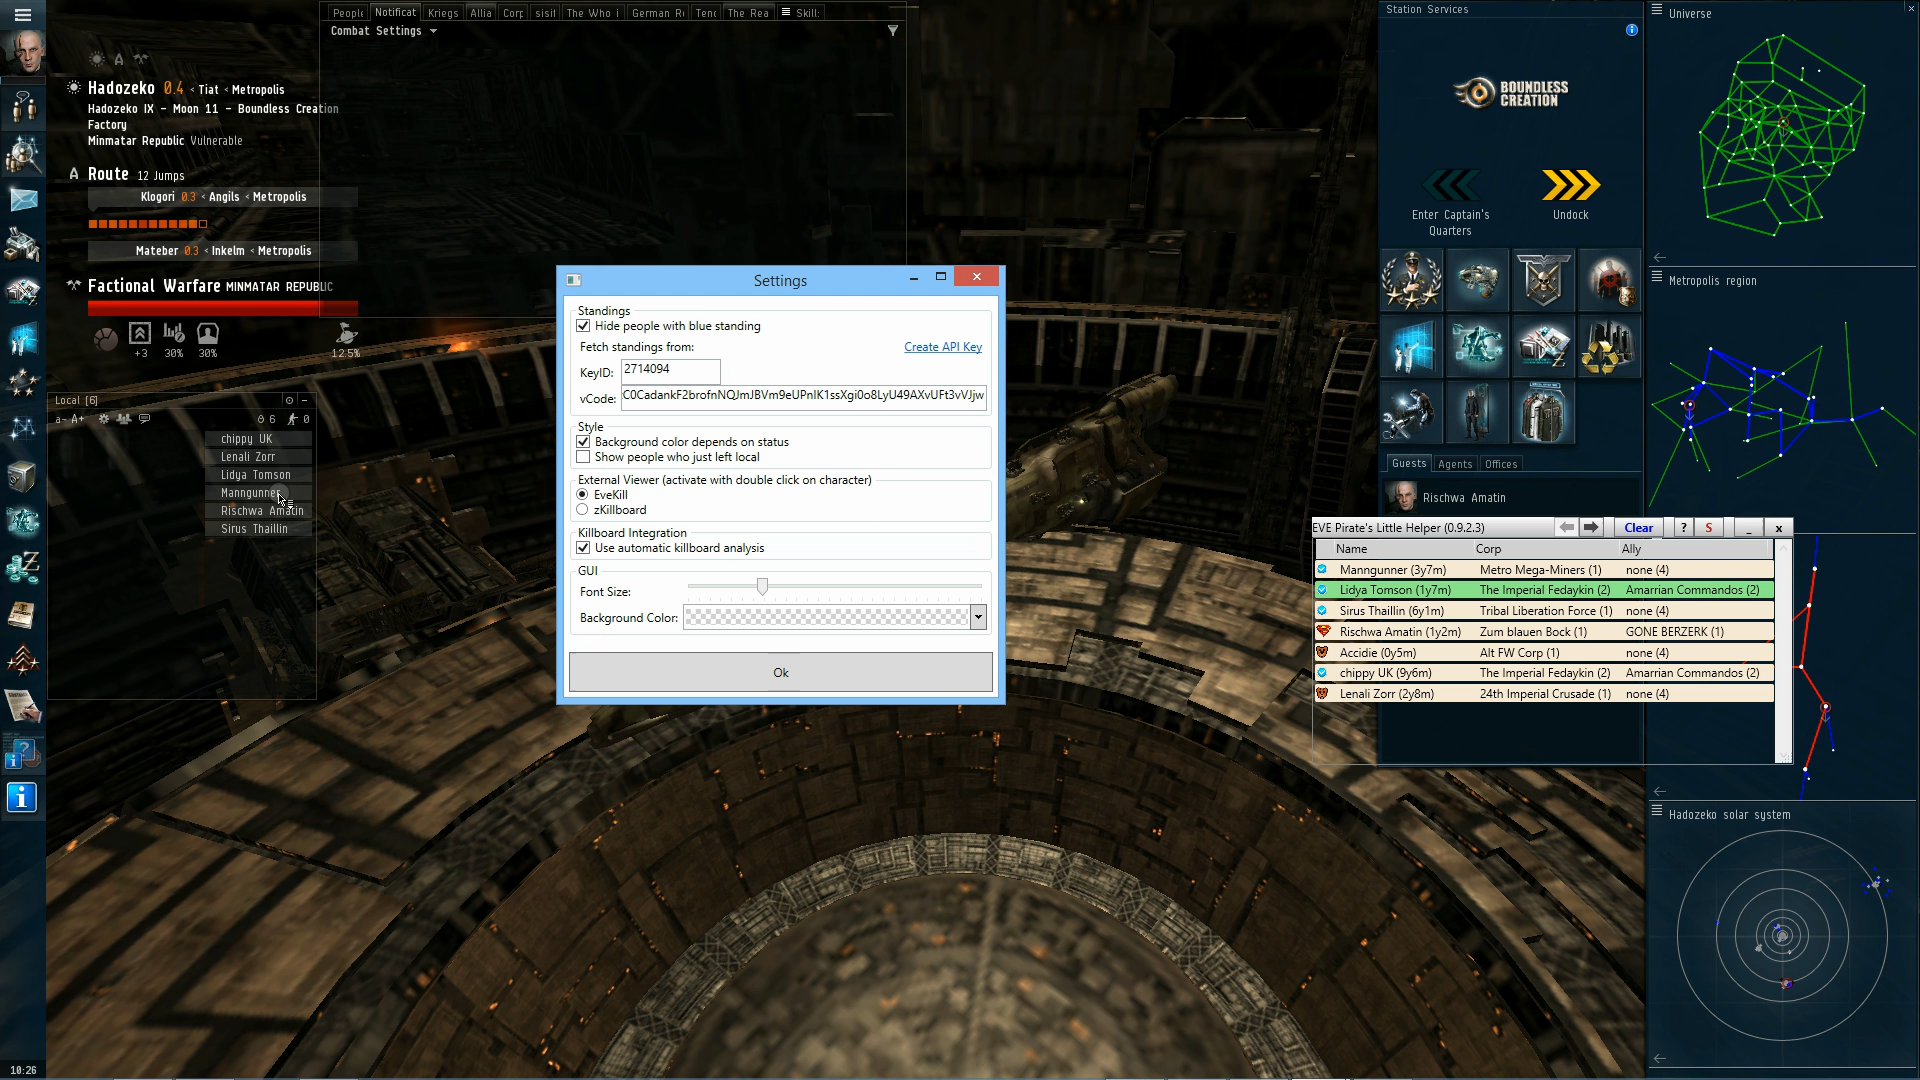 People Notificat Kriegs Allia Corp sisit The Who i German Ru Tend The Rea Skill:
Combat Settings
Hadozeko 0.4 < Tiat < Metropolis
Hadozeko IX - Moon 11 - Boundless Creation
Factory
Minmatar Republic Vulnerable
Route 12 Jumps
Klogori 0.3 < Angils < Metropolis
Mateber 0.3 < Inkelm < Metropolis
Factional Warfare MINMATAR REPUBLIC
+3 30% 30% 12.5%
Local [6]
a- A+ 6 0
chippy UK
Lenali Zorr
Lidya Tomson
Manngunner
Rischwa Amatin
Sirus Thaillin
10:26
Settings
Standings
Hide people with blue standing
Fetch standings from: Create API Key
KeyID: 2714094
vCode: C0CadankF2brofnNQJmJBVm9eUPnIK1ssXgi0o8LyU49AXvUFt3vVJjw
Style
Background color depends on status
Show people who just left local
External Viewer (activate with double click on character)
EveKill
zKillboard
Killboard Integration
Use automatic killboard analysis
GUI
Font Size:
Background Color:
Ok
Station Services
BOUNDLESS
CREATION
Enter Captain's
Quarters
Undock
Guests Agents Offices
Rischwa Amatin
EVE Pirate's Little Helper (0.9.2.3) Clear ? S _ x
Name Corp Ally
Manngunner (3y7m) Metro Mega-Miners (1) none (4)
Lidya Tomson (1y7m) The Imperial Fedaykin (2) Amarrian Commandos (2)
Sirus Thaillin (6y1m) Tribal Liberation Force (1) none (4)
Rischwa Amatin (1y2m) Zum blauen Bock (1) GONE BERZERK (1)
Accidie (0y5m) Alt FW Corp (1) none (4)
chippy UK (9y6m) The Imperial Fedaykin (2) Amarrian Commandos (2)
Lenali Zorr (2y8m) 24th Imperial Crusade (1) none (4)
Universe
Metropolis region
Hadozeko solar system